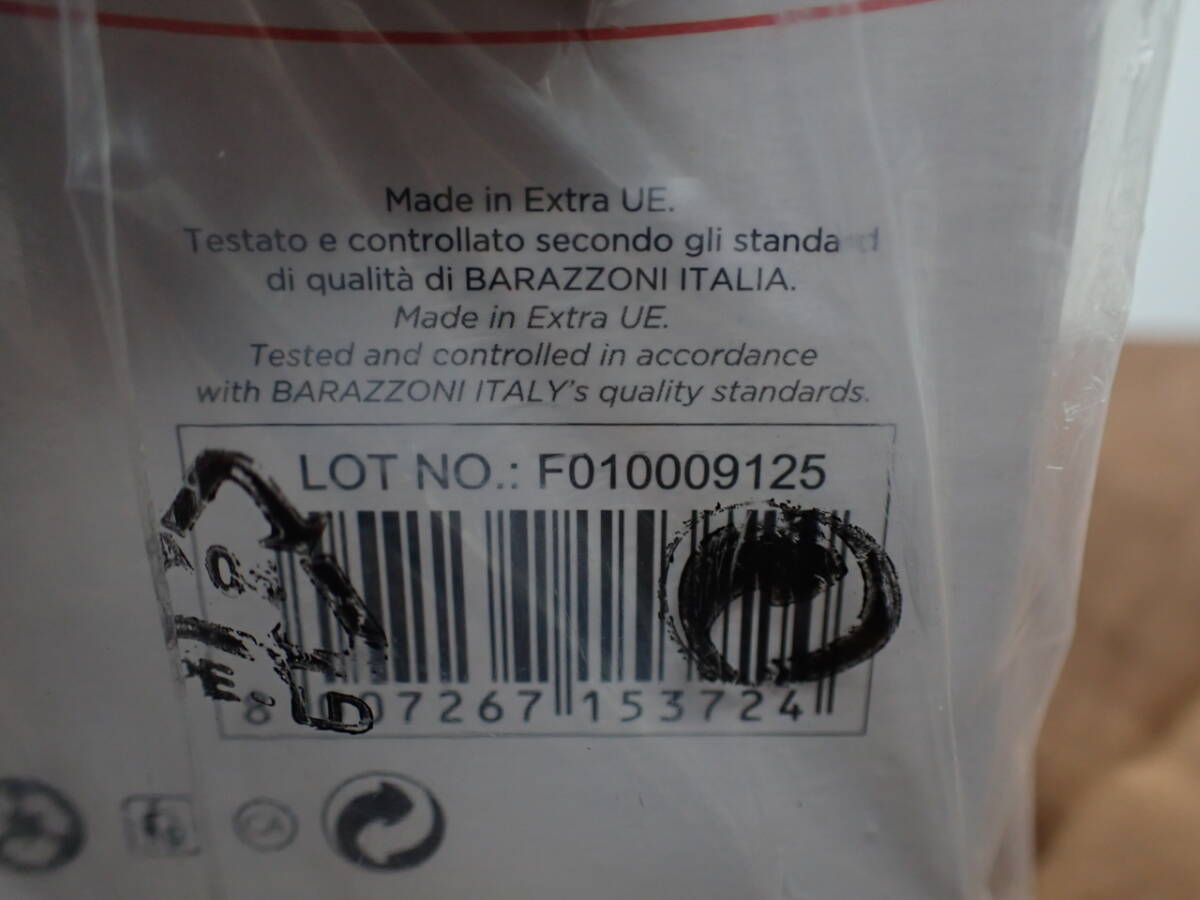 Made in Extra UE.
Testato e controllato secondo gli standard
di qualità di BARAZZONI ITALIA.
Made in Extra UE.
Tested and controlled in accordance
with BARAZZONI ITALY's quality standards.
LOT NO.: F010009125
8 007267 153724